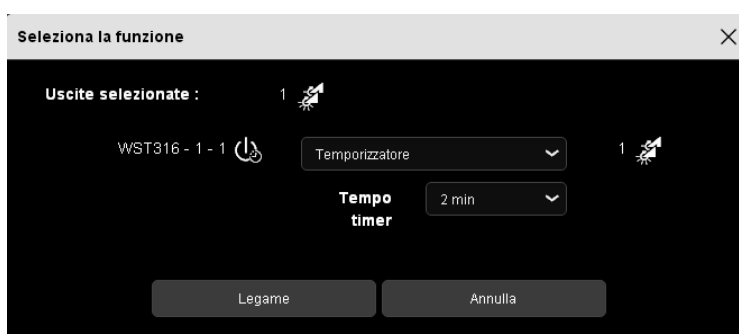 Seleziona la funzione
Uscite selezionate : 1
WST316 - 1 - 1 Temporizzatore 1
Tempo timer 2 min
Legame Annulla